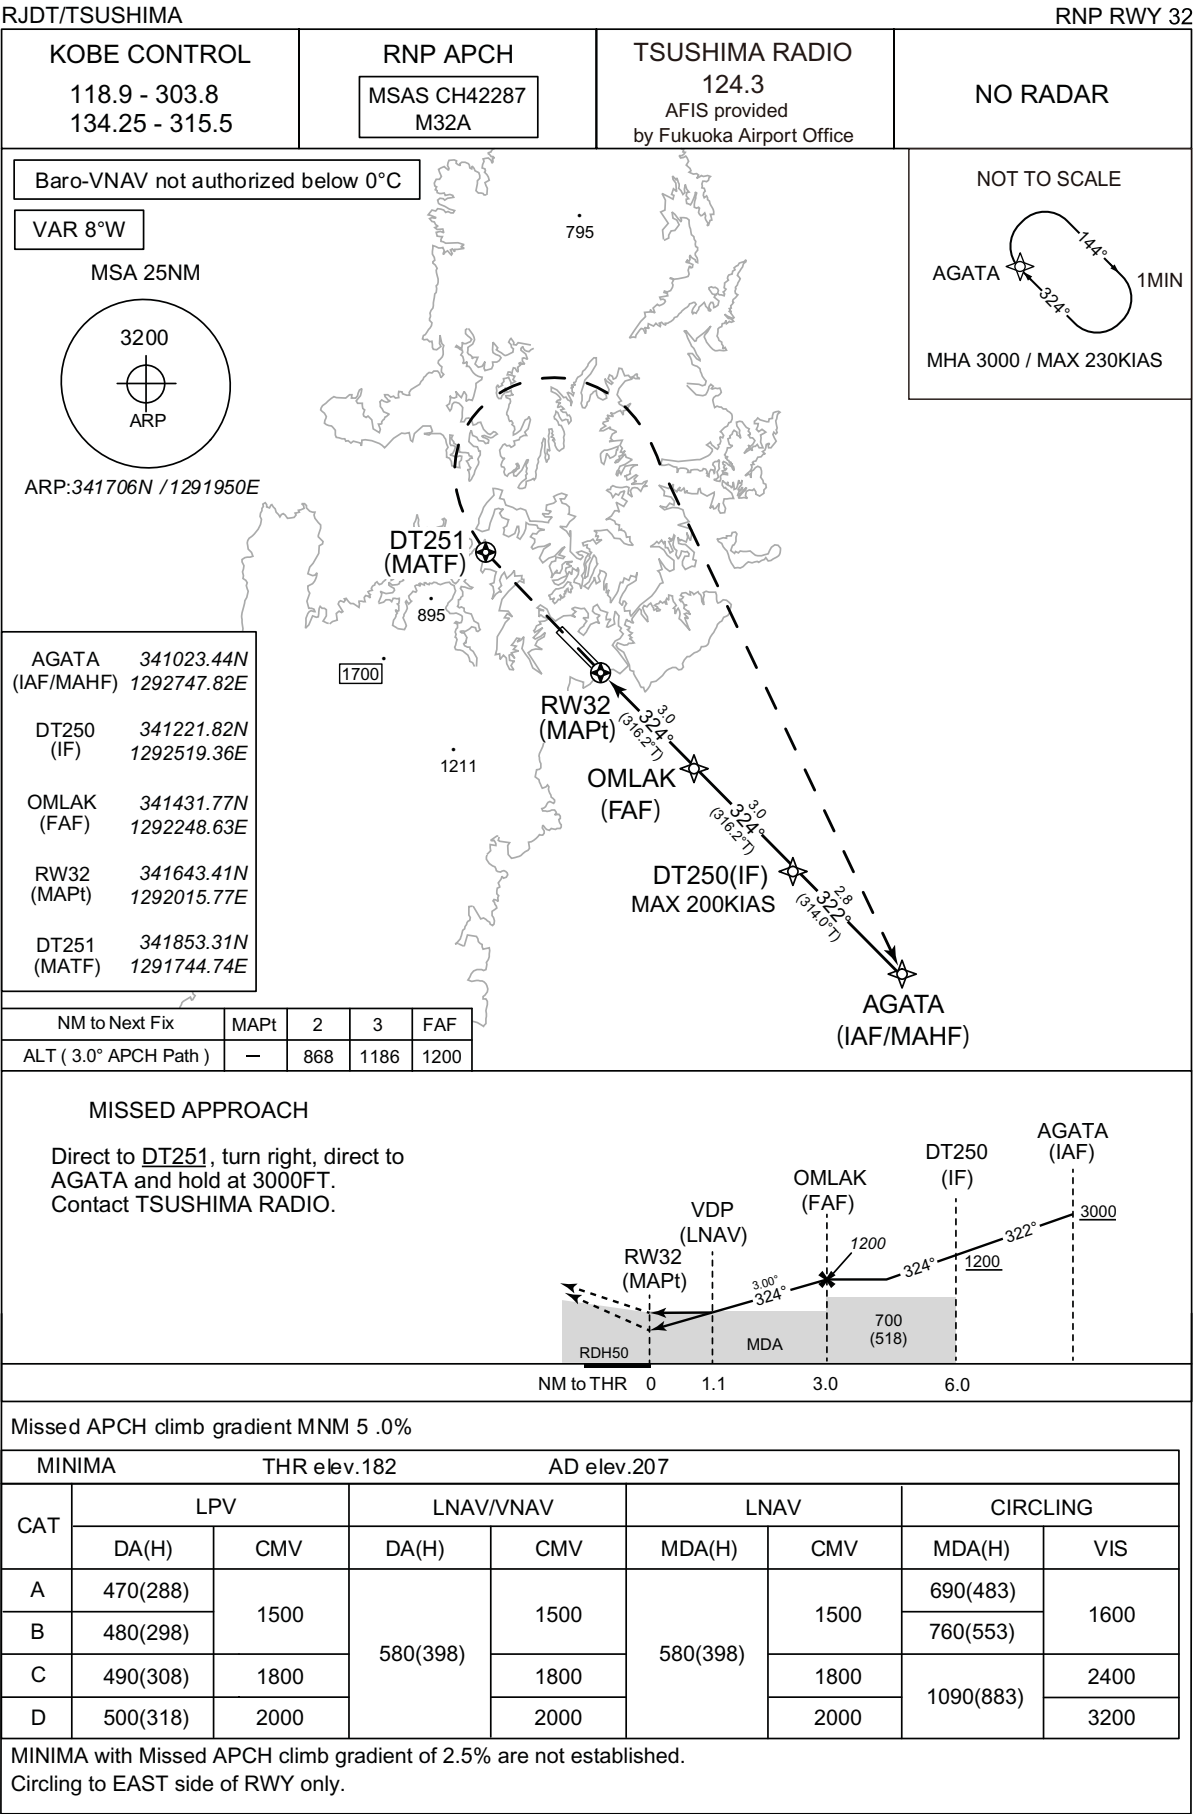 RJDT/TSUSHIMA
RNP RWY 32
KOBE CONTROL
118.9 - 303.8
134.25 - 315.5
RNP APCH
MSAS CH42287
M32A
TSUSHIMA RADIO
124.3
AFIS provided
by Fukuoka Airport Office
NO RADAR
Baro-VNAV not authorized below 0°C
VAR 8°W
MSA 25NM
3200
ARP
ARP:341706N /1291950E
795
NOT TO SCALE
AGATA
144°
324°
1MIN
MHA 3000 / MAX 230KIAS
DT251
(MATF)
895
1700
1211
RW32
(MAPt)
3.0
324°
(316.2°T)
OMLAK
(FAF)
3.0
324°
(316.2°T)
DT250(IF)
MAX 200KIAS
2.8
322°
(314.0°T)
AGATA
(IAF/MAHF)
AGATA 341023.44N
(IAF/MAHF) 1292747.82E
DT250 341221.82N
(IF) 1292519.36E
OMLAK 341431.77N
(FAF) 1292248.63E
RW32 341643.41N
(MAPt) 1292015.77E
DT251 341853.31N
(MATF) 1291744.74E
NM to Next Fix MAPt 2 3 FAF
ALT ( 3.0° APCH Path ) — 868 1186 1200
MISSED APPROACH
Direct to DT251, turn right, direct to
AGATA and hold at 3000FT.
Contact TSUSHIMA RADIO.
AGATA
(IAF)
DT250
(IF)
OMLAK
(FAF)
VDP
(LNAV)
RW32
(MAPt)
3000
322°
1200
324°
1200
3.00°
324°
700
(518)
MDA
RDH50
NM to THR 0 1.1 3.0 6.0
Missed APCH climb gradient MNM 5 .0%
MINIMA THR elev.182 AD elev.207
CAT LPV LNAV/VNAV LNAV CIRCLING
DA(H) CMV DA(H) CMV MDA(H) CMV MDA(H) VIS
A 470(288) 1500 580(398) 1500 580(398) 1500 690(483) 1600
B 480(298) 760(553)
C 490(308) 1800 1800 1800 1090(883) 2400
D 500(318) 2000 2000 2000 3200
MINIMA with Missed APCH climb gradient of 2.5% are not established.
Circling to EAST side of RWY only.